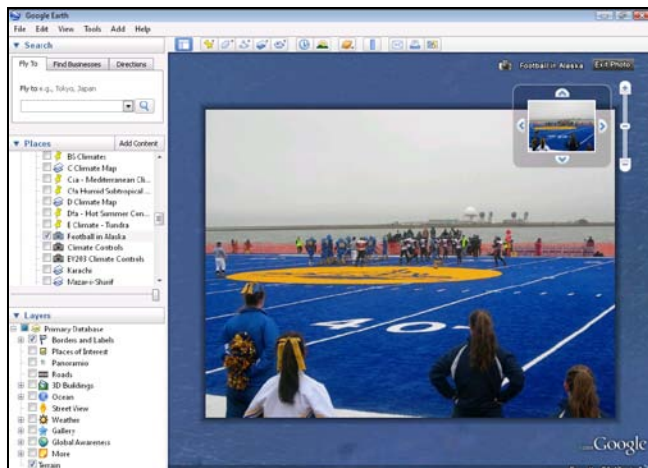 Google Earth
File Edit View Tools Add Help
Search
Fly To Find Businesses Directions
Fly to e.g., Tokyo, Japan
Football in Alaska Exit Photo
Places Add Content
BS Climates
C Climate Map
Csa - Mediterranean Cli...
Cfa Humid Subtropical ...
D Climate Map
Dfa - Hot Summer Con...
E Climate - Tundra
Football in Alaska
Climate Controls
EY203 Climate Controls
Karachi
Mazar-i-Sharif
Layers
Primary Database
Borders and Labels
Places of Interest
Panoramio
Roads
3D Buildings
Ocean
Street View
Weather
Gallery
Global Awareness
More
Terrain
40
Google